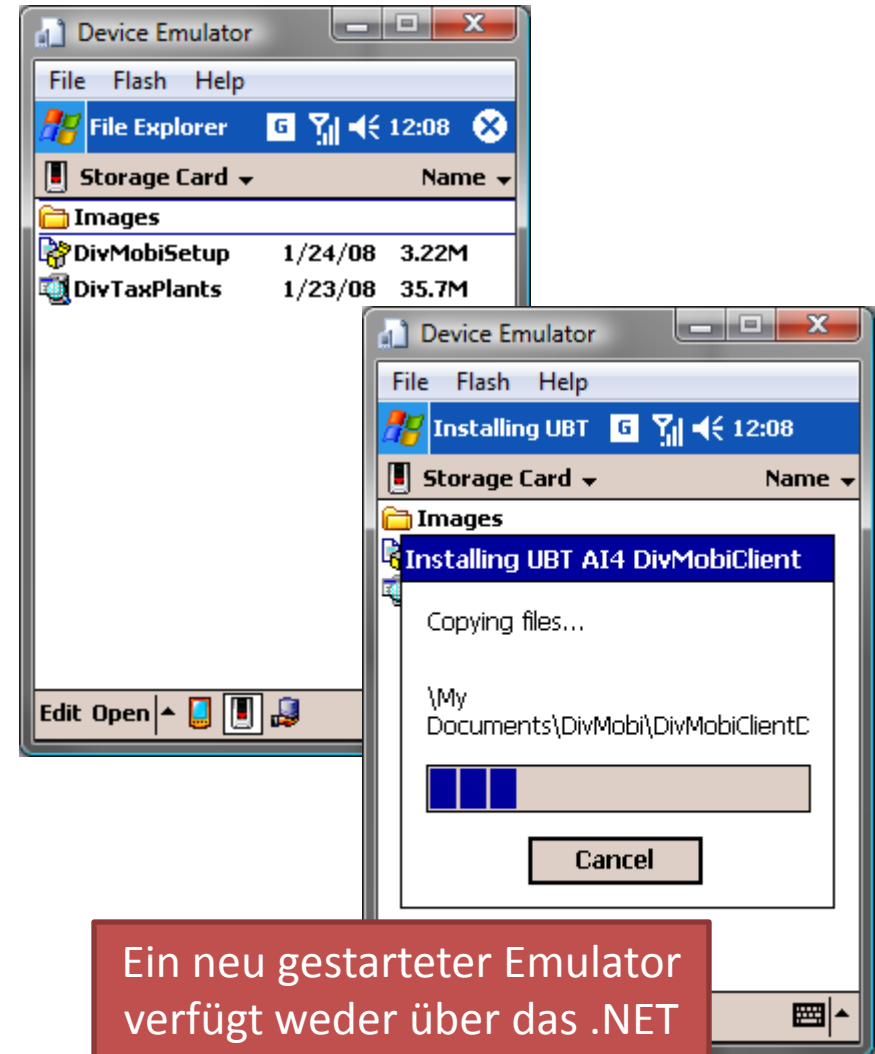 Device Emulator
File Flash Help
File Explorer G 12:08
Storage Card Name
Images
DivMobiSetup 1/24/08 3.22M
DivTaxPlants 1/23/08 35.7M
Edit Open
Device Emulator
File Flash Help
Installing UBT G 12:08
Storage Card Name
Images
Installing UBT AI4 DivMobiClient
Copying files...
\My
Documents\DivMobi\DivMobiClientD
Cancel
Ein neu gestarteter Emulator
verfügt weder über das .NET